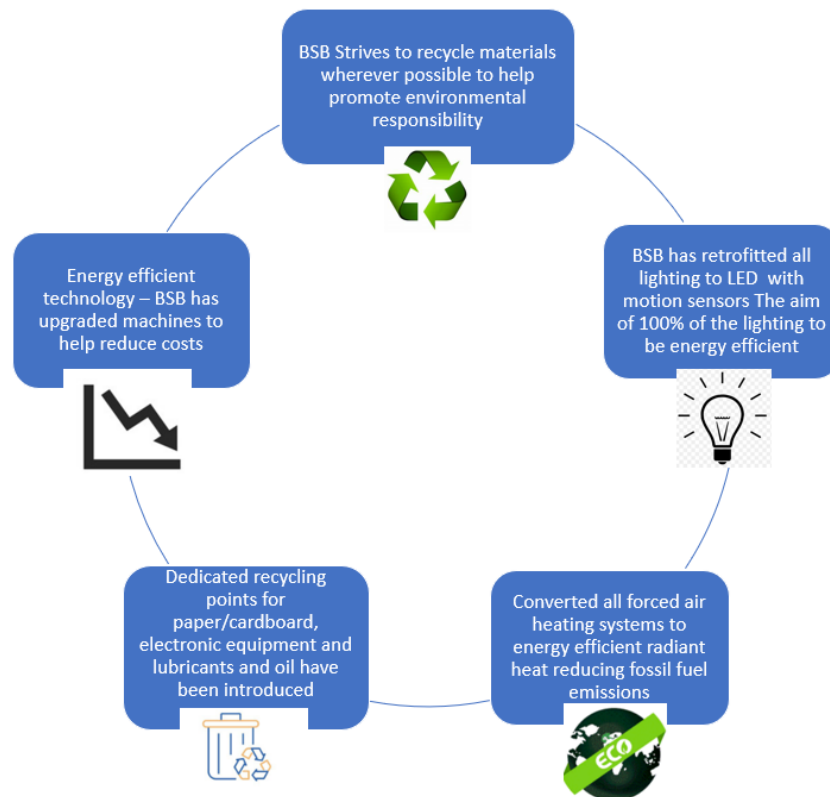 BSB Strives to recycle materials
wherever possible to help
promote environmental
responsibility
BSB has retrofitted all
lighting to LED with
motion sensors The aim
of 100% of the lighting to
be energy efficient
Converted all forced air
heating systems to
energy efficient radiant
heat reducing fossil fuel
emissions
ECO
Dedicated recycling
points for
paper/cardboard,
electronic equipment and
lubricants and oil have
been introduced
Energy efficient
technology – BSB has
upgraded machines to
help reduce costs